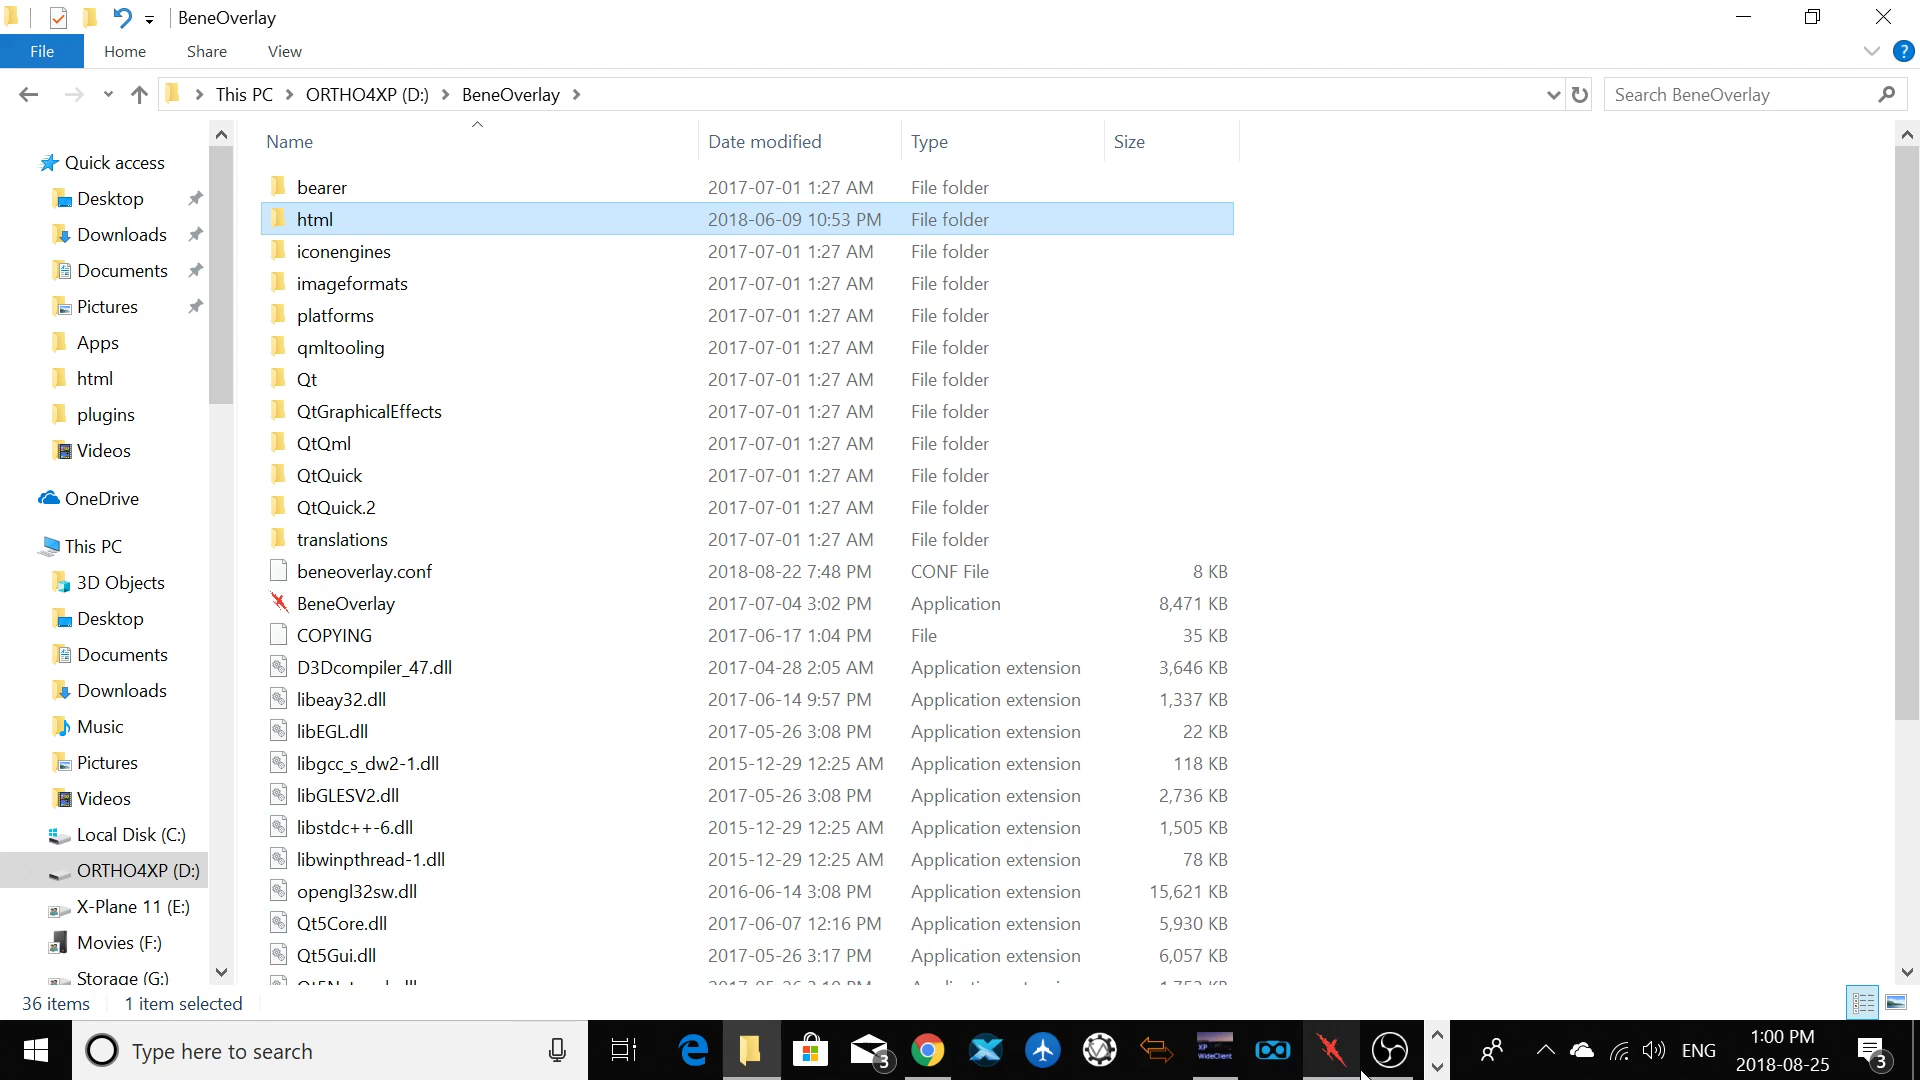 BeneOverlay
File Home Share View
This PC ORTHO4XP (D:) BeneOverlay Search BeneOverlay
Name Date modified Type Size
Quick access
Desktop
Downloads
Documents
Pictures
Apps
html
plugins
Videos
OneDrive
This PC
3D Objects
Desktop
Documents
Downloads
Music
Pictures
Videos
Local Disk (C:)
ORTHO4XP (D:)
X-Plane 11 (E:)
Movies (F:)
Storage (G:)
bearer 2017-07-01 1:27 AM File folder
html 2018-06-09 10:53 PM File folder
iconengines 2017-07-01 1:27 AM File folder
imageformats 2017-07-01 1:27 AM File folder
platforms 2017-07-01 1:27 AM File folder
qmltooling 2017-07-01 1:27 AM File folder
Qt 2017-07-01 1:27 AM File folder
QtGraphicalEffects 2017-07-01 1:27 AM File folder
QtQml 2017-07-01 1:27 AM File folder
QtQuick 2017-07-01 1:27 AM File folder
QtQuick.2 2017-07-01 1:27 AM File folder
translations 2017-07-01 1:27 AM File folder
beneoverlay.conf 2018-08-22 7:48 PM CONF File 8 KB
BeneOverlay 2017-07-04 3:02 PM Application 8,471 KB
COPYING 2017-06-17 1:04 PM File 35 KB
D3Dcompiler_47.dll 2017-04-28 2:05 AM Application extension 3,646 KB
libeay32.dll 2017-06-14 9:57 PM Application extension 1,337 KB
libEGL.dll 2017-05-26 3:08 PM Application extension 22 KB
libgcc_s_dw2-1.dll 2015-12-29 12:25 AM Application extension 118 KB
libGLESV2.dll 2017-05-26 3:08 PM Application extension 2,736 KB
libstdc++-6.dll 2015-12-29 12:25 AM Application extension 1,505 KB
libwinpthread-1.dll 2015-12-29 12:25 AM Application extension 78 KB
opengl32sw.dll 2016-06-14 3:08 PM Application extension 15,621 KB
Qt5Core.dll 2017-06-07 12:16 PM Application extension 5,930 KB
Qt5Gui.dll 2017-05-26 3:17 PM Application extension 6,057 KB
36 items 1 item selected
Type here to search
3
XP
WideClient
ENG
1:00 PM
2018-08-25
3